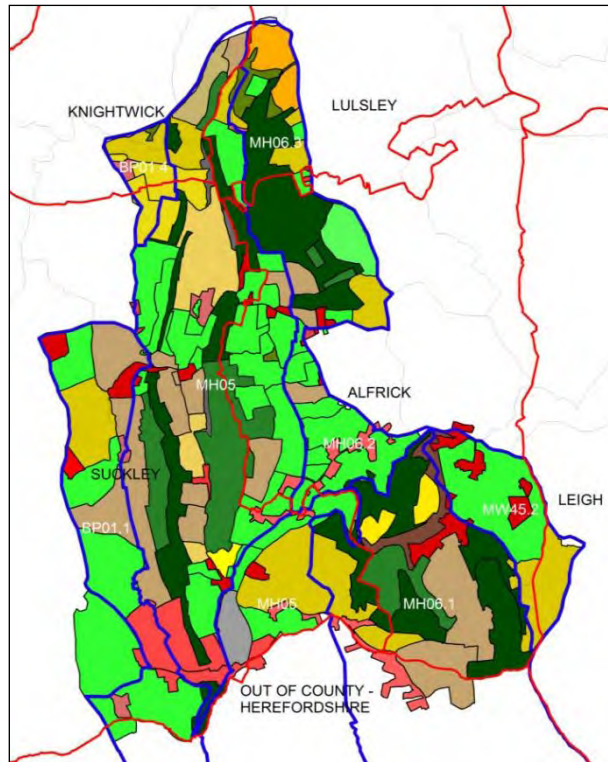 KNIGHTWICK
LULSLEY
MH06.3
BP01.4
MH05
ALFRICK
MH06.2
SUCKLEY
MW45.2
LEIGH
BP01.1
MH05
MH06.1
OUT OF COUNTY -
HEREFORDSHIRE